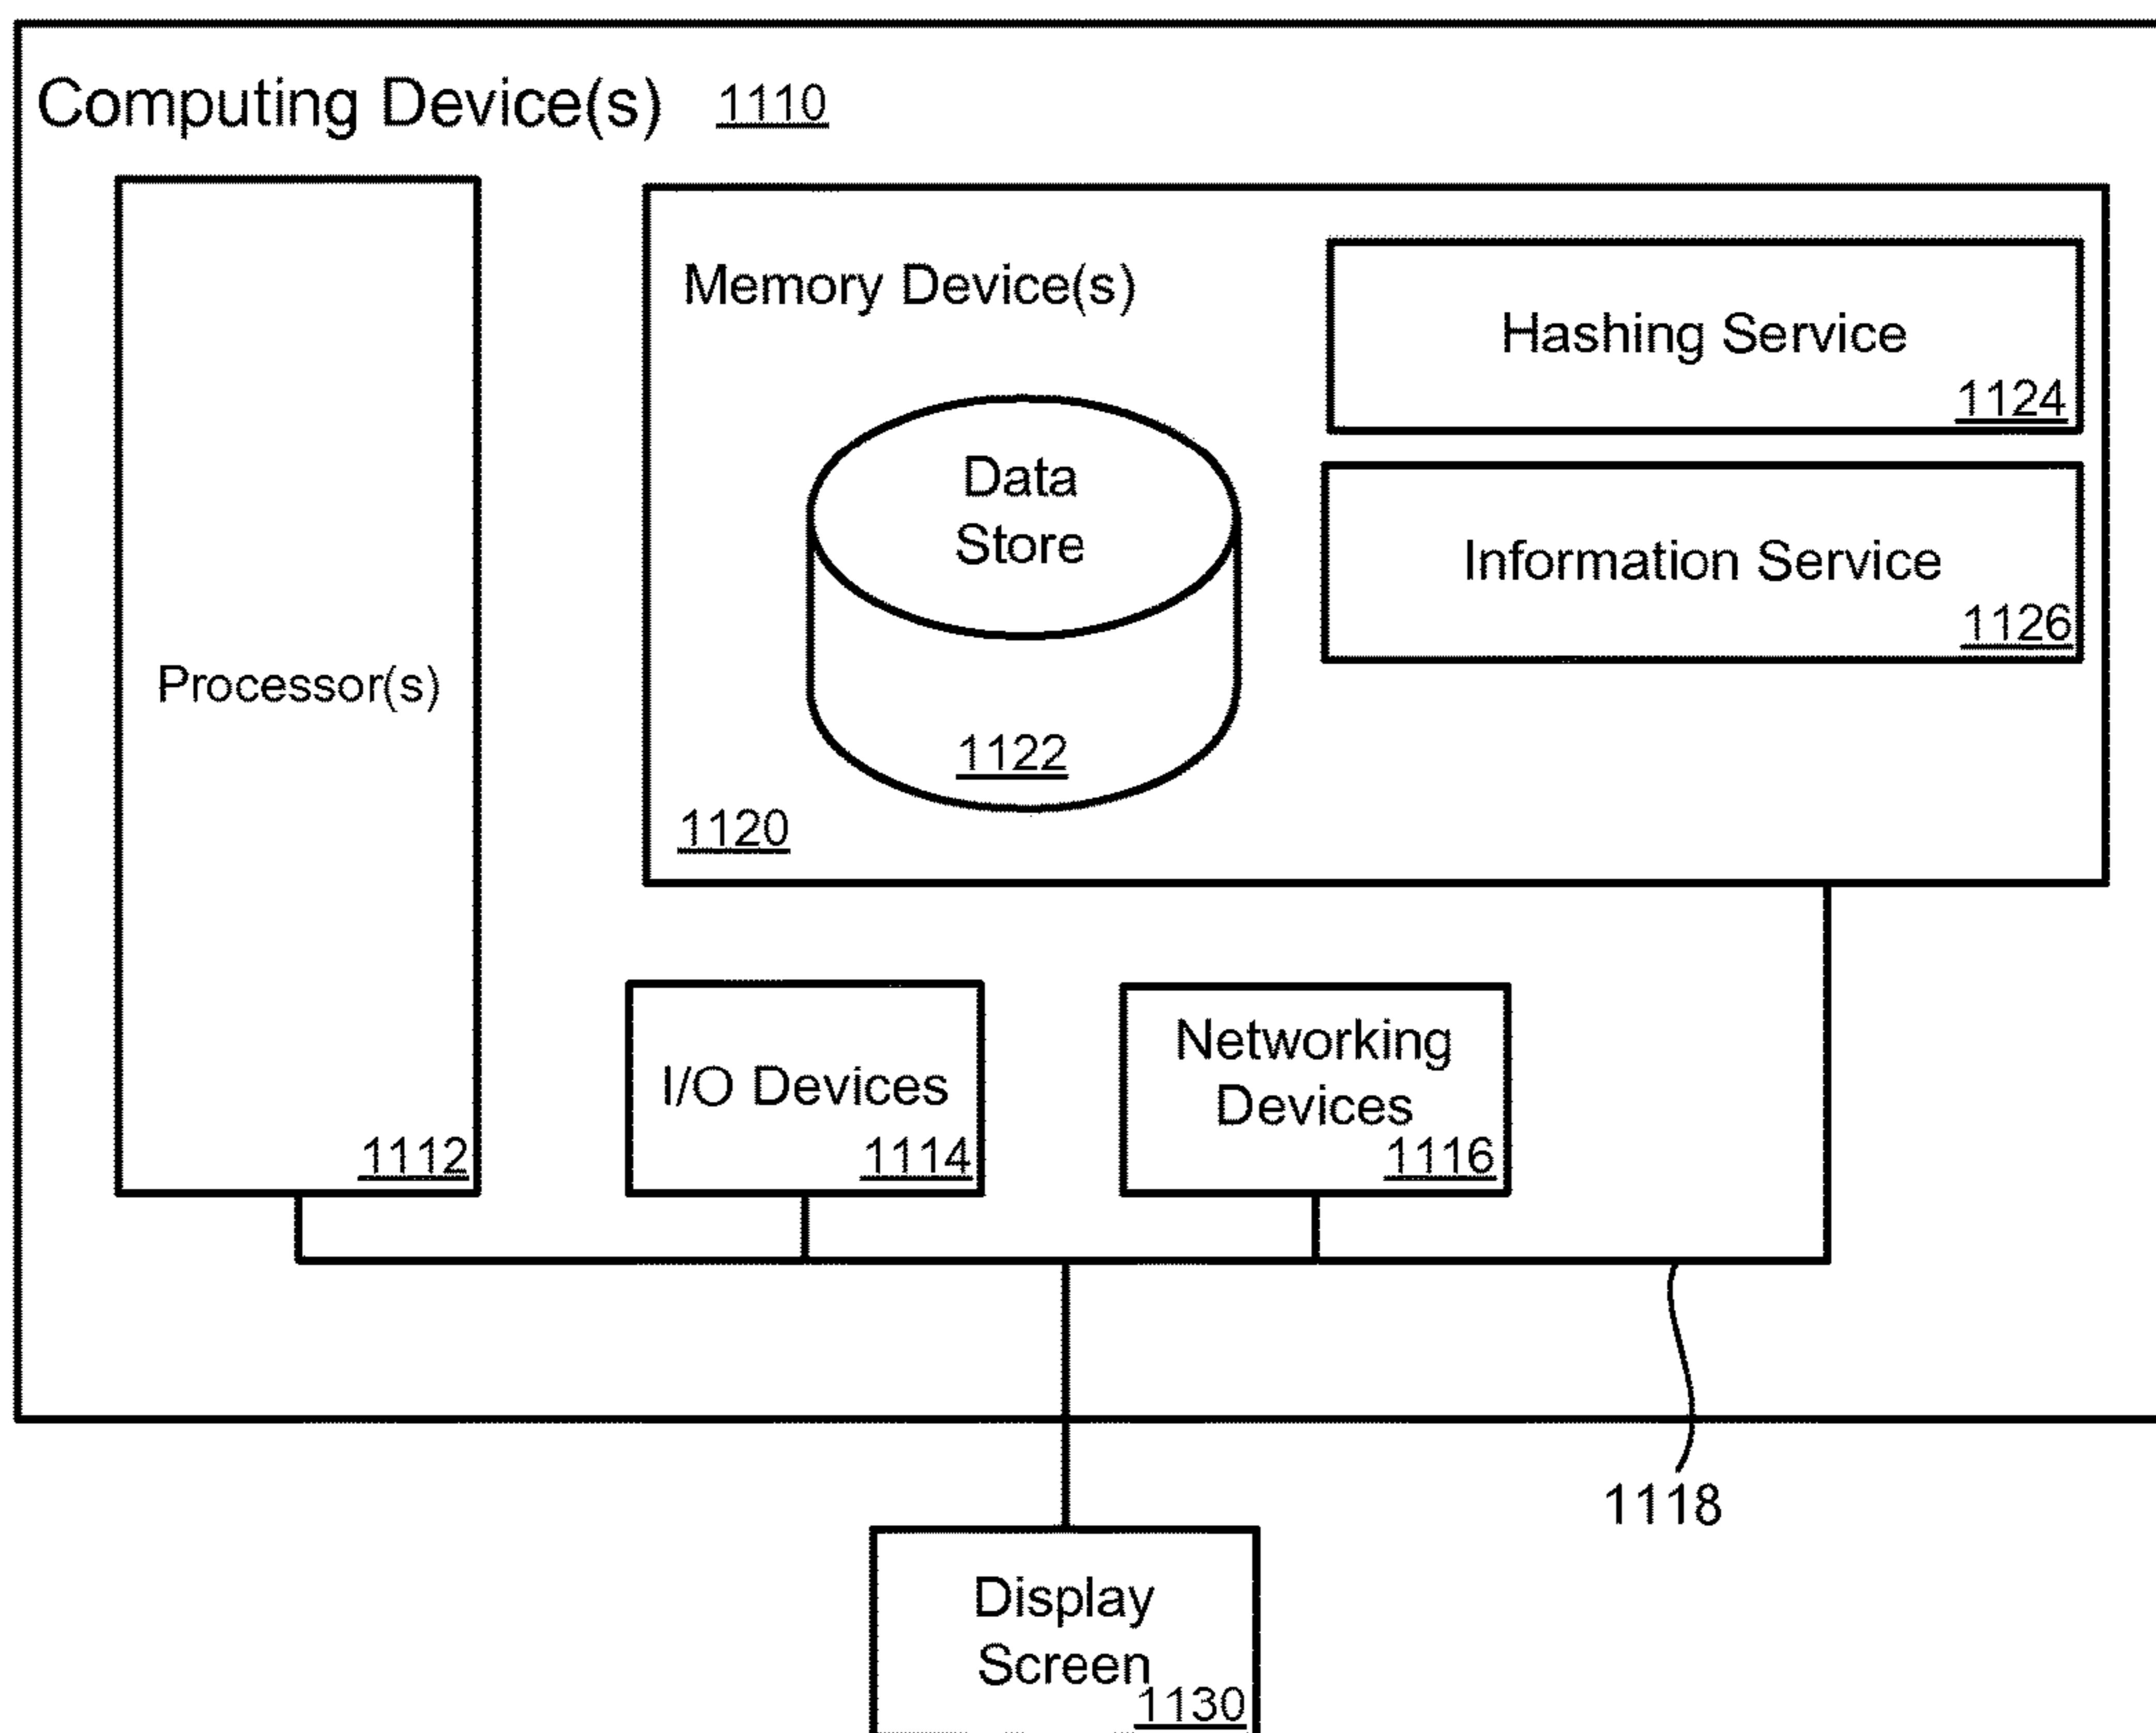 Computing Device(s) 1110
Memory Device(s)
Hashing Service
1124
Data
Store
Information Service
1126
Processor(s)
1122
1120
I/O Devices
1114
Networking
Devices
1116
1112
1118
Display
Screen
1130